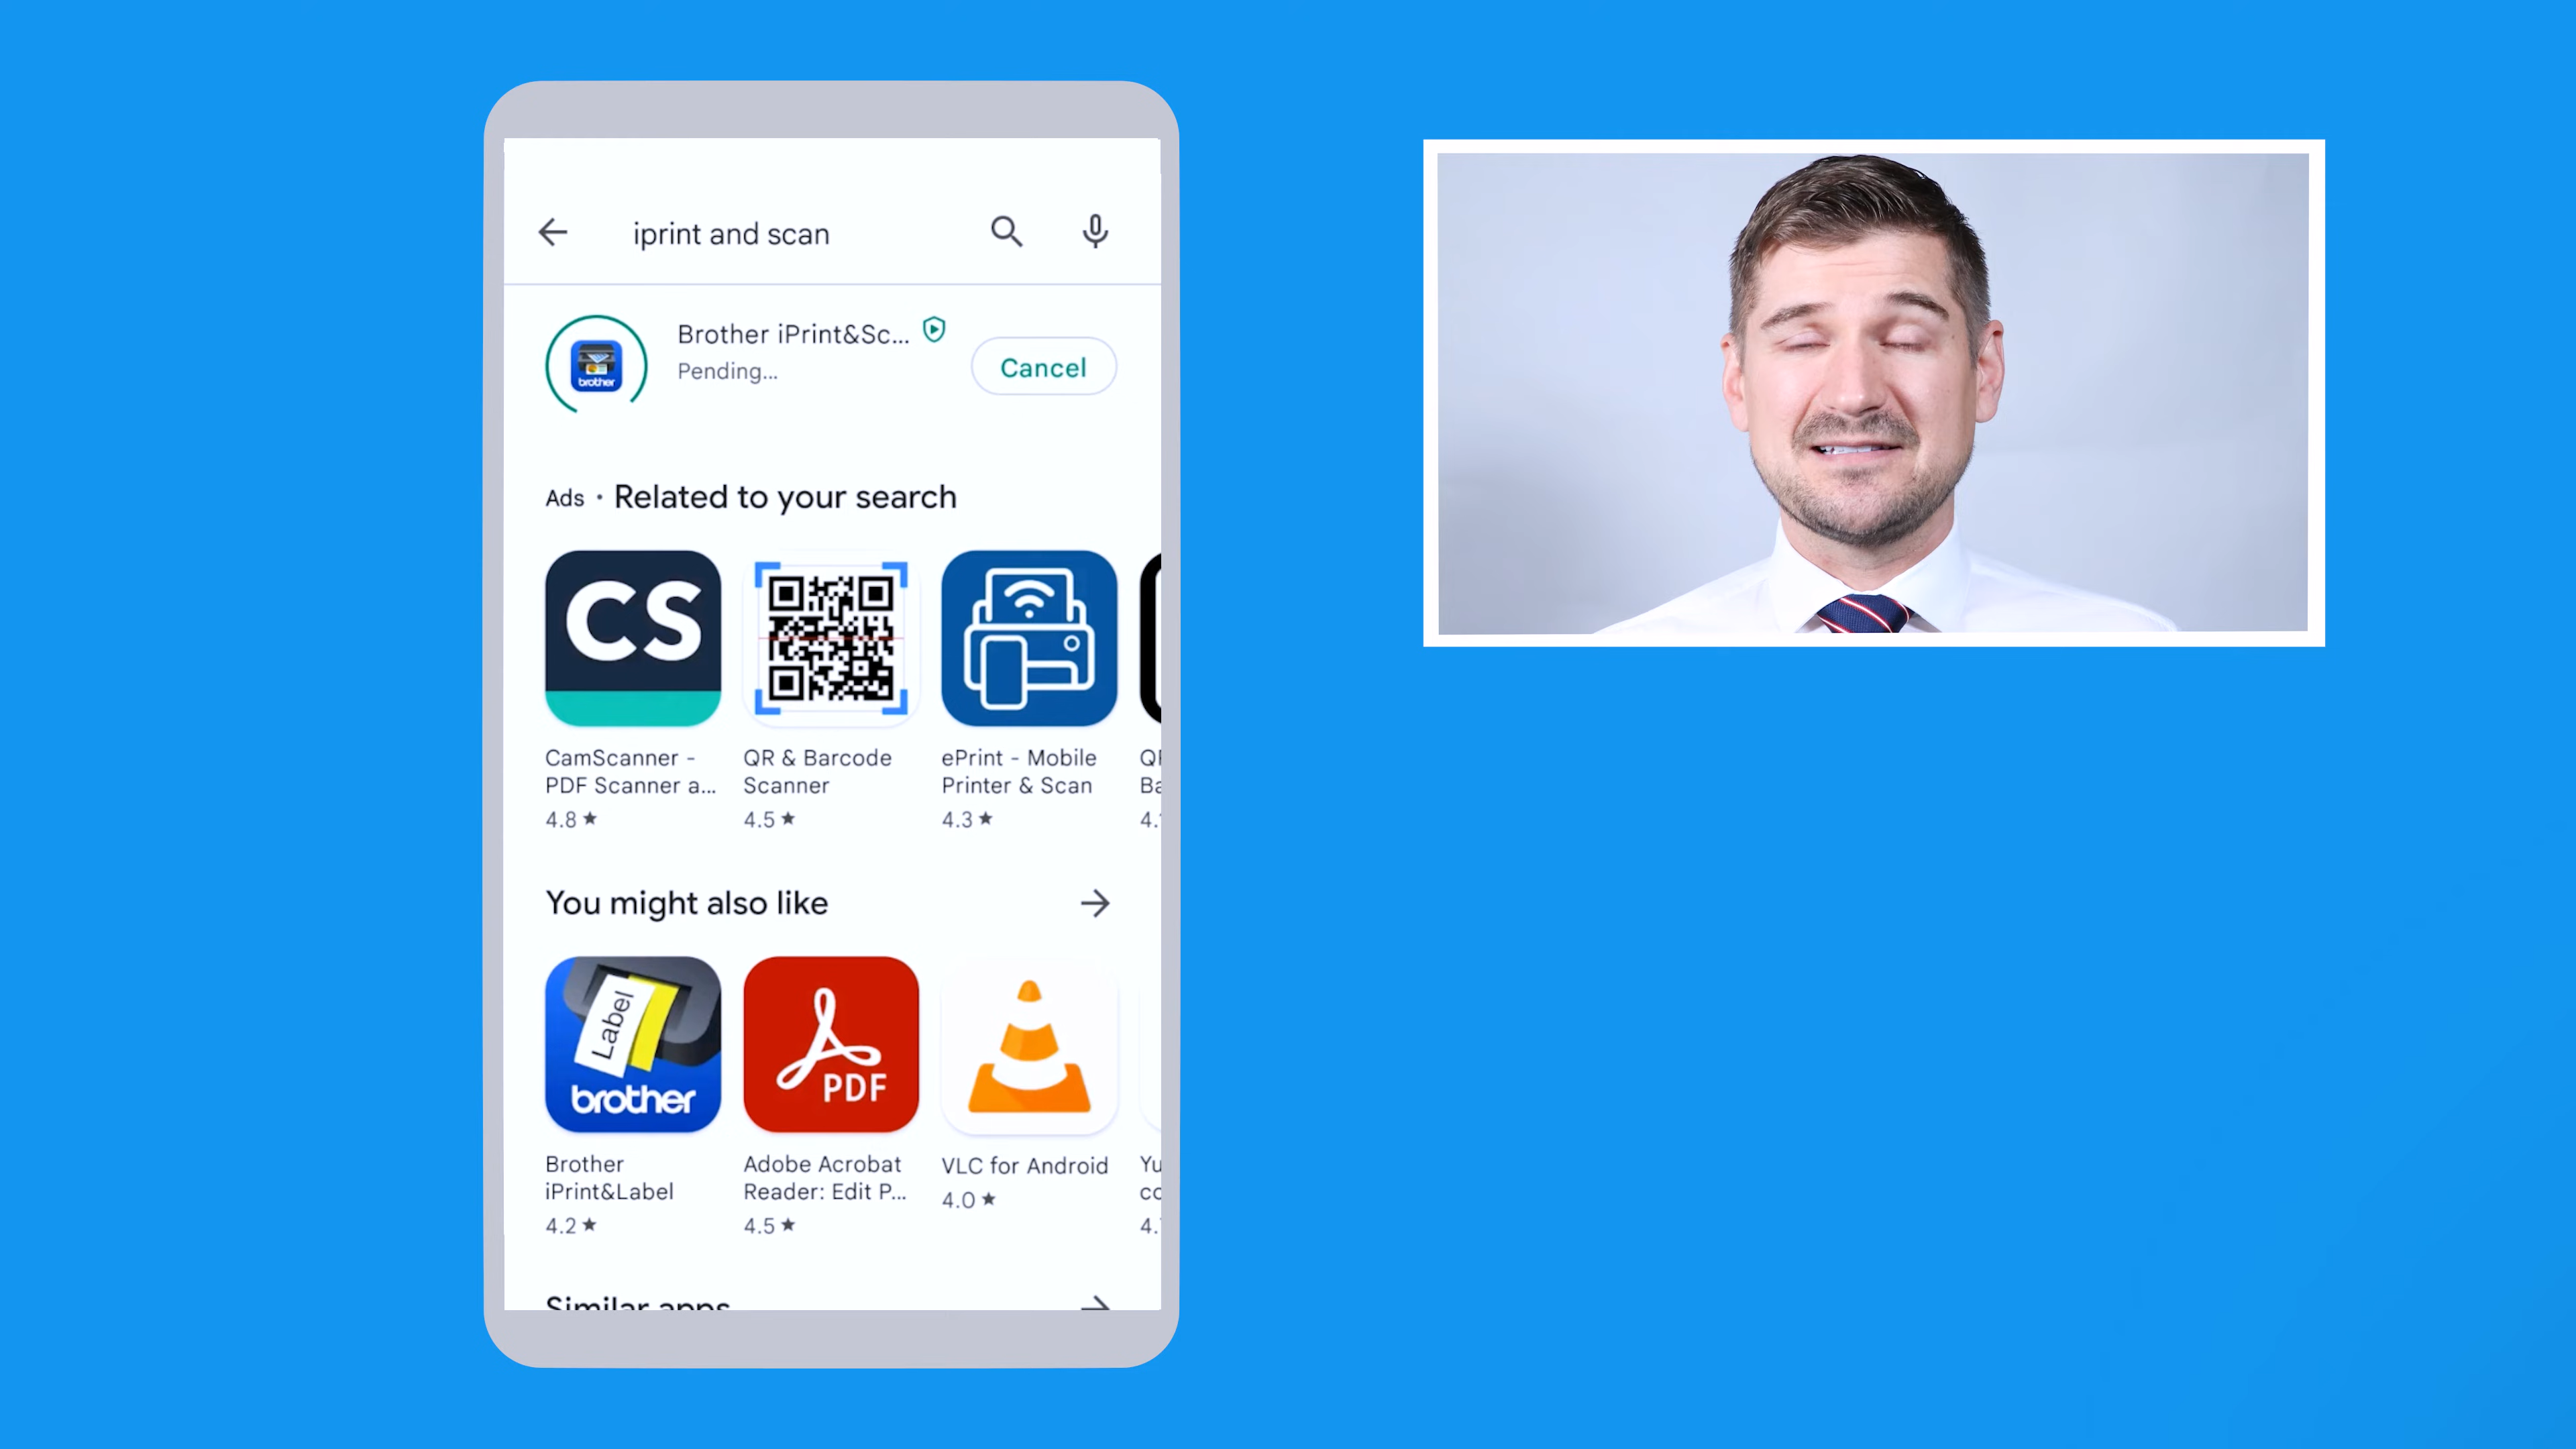 iprint and scan
Brother iPrint&Sc...
Pending...
Cancel
brother
Ads • Related to your search
CS
CamScanner -
PDF Scanner a...
4.8 ★
QR & Barcode
Scanner
4.5 ★
ePrint - Mobile
Printer & Scan
4.3 ★
You might also like
Label
brother
PDF
Brother
iPrint&Label
4.2 ★
Adobe Acrobat
Reader: Edit P...
4.5 ★
VLC for Android
4.0 ★
Similar apps